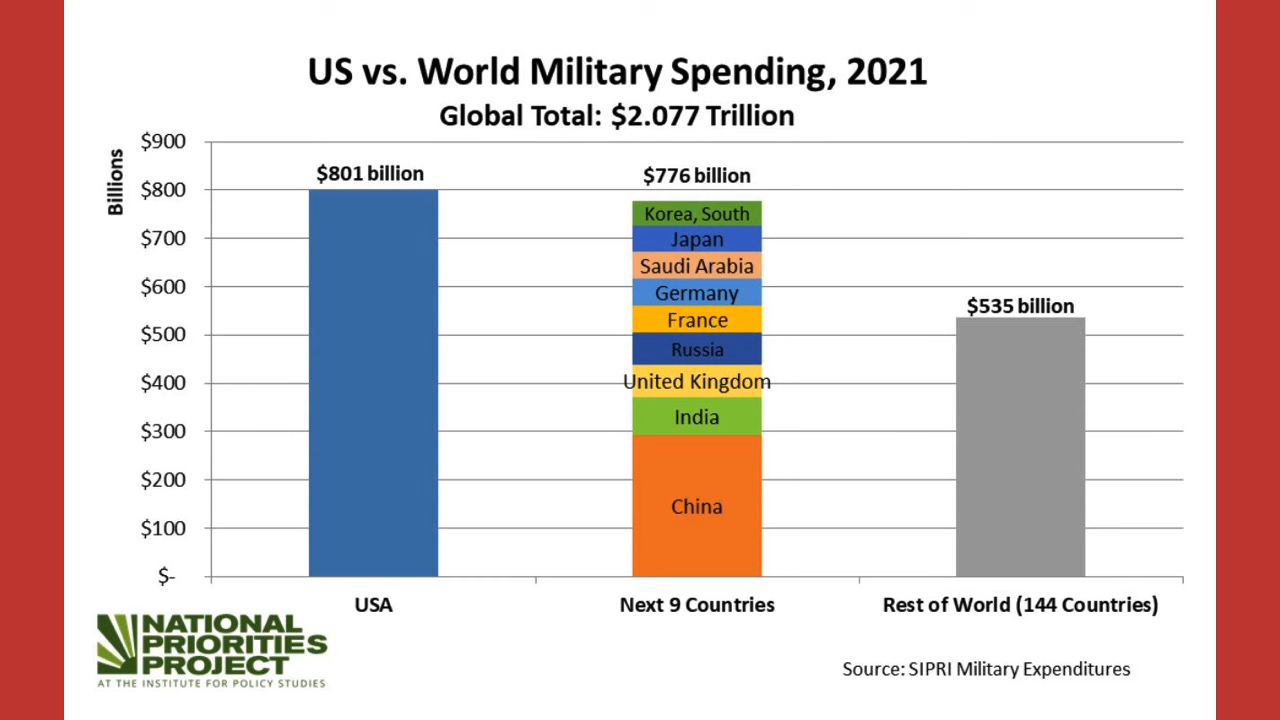 US vs. World Military Spending, 2021
Global Total: $2.077 Trillion
Billions
$900
$800
$700
$600
$500
$400
$300
$200
$100
$-
$801 billion
$776 billion
Korea, South
Japan
Saudi Arabia
Germany
France
Russia
United Kingdom
India
China
$535 billion
USA
Next 9 Countries
Rest of World (144 Countries)
NATIONAL
PRIORITIES
PROJECT
AT THE INSTITUTE FOR POLICY STUDIES
Source: SIPRI Military Expenditures